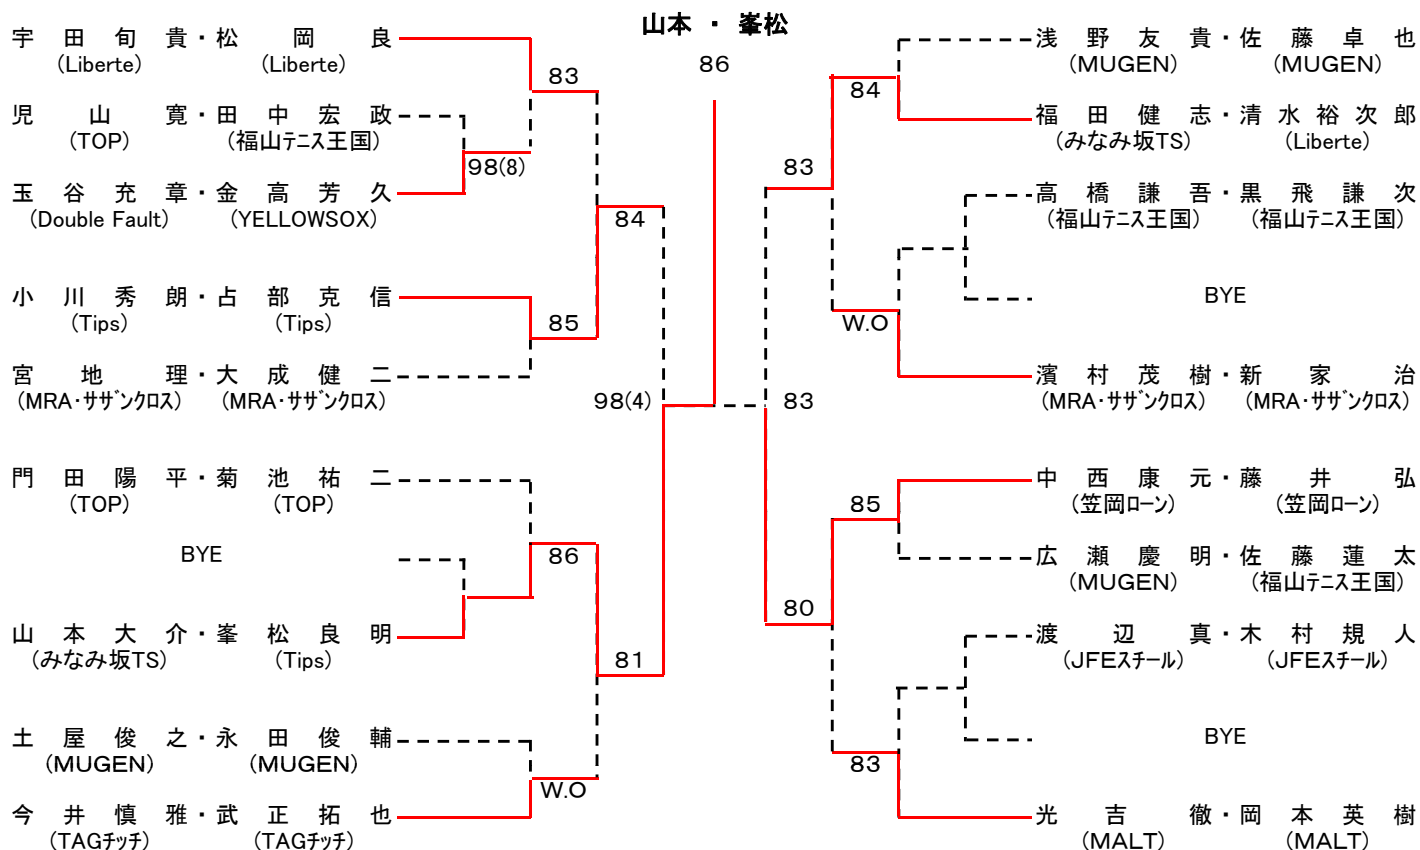 山本 ・ 峯松
86
宇田旬貴・松岡良
(Liberte) (Liberte)
83
児山寛・田中宏政
(TOP) (福山テニス王国)
98(8)
玉谷充章・金高芳久
(Double Fault) (YELLOWSOX)
84
小川秀朗・占部克信
(Tips) (Tips)
85
宮地理・大成健二
(MRA・サザンクロス) (MRA・サザンクロス)
98(4)
門田陽平・菊池祐二
(TOP) (TOP)
BYE
86
山本大介・峯松良明
(みなみ坂TS) (Tips)
81
土屋俊之・永田俊輔
(MUGEN) (MUGEN)
W.O
今井慎雅・武正拓也
(TAGチッチ) (TAGチッチ)
浅野友貴・佐藤卓也
(MUGEN) (MUGEN)
84
福田健志・清水裕次郎
(みなみ坂TS) (Liberte)
83
高橋謙吾・黒飛謙次
(福山テニス王国) (福山テニス王国)
BYE
W.O
濱村茂樹・新家治
(MRA・サザンクロス) (MRA・サザンクロス)
83
中西康元・藤井弘
(笠岡ローン) (笠岡ローン)
85
広瀬慶明・佐藤蓮太
(MUGEN) (福山テニス王国)
80
渡辺真・木村規人
(JFEスチール) (JFEスチール)
BYE
83
光吉徹・岡本英樹
(MALT) (MALT)